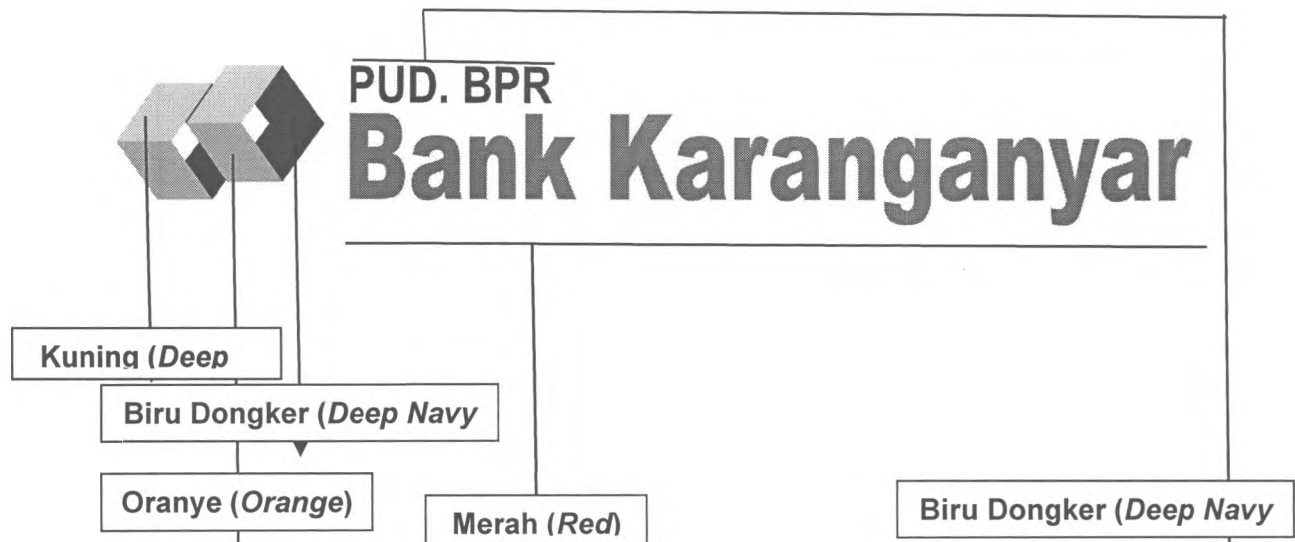 PUD. BPR
Bank Karanganyar
Kuning (Deep
Biru Dongker (Deep Navy
Oranye (Orange)
Merah (Red)
Biru Dongker (Deep Navy